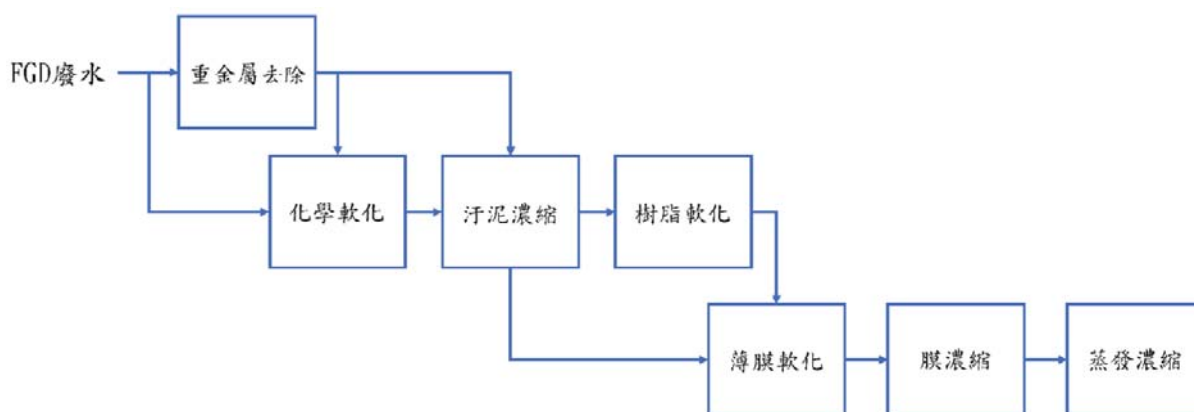 FGD廢水
重金屬去除
化學軟化
汙泥濃縮
樹脂軟化
薄膜軟化
膜濃縮
蒸發濃縮